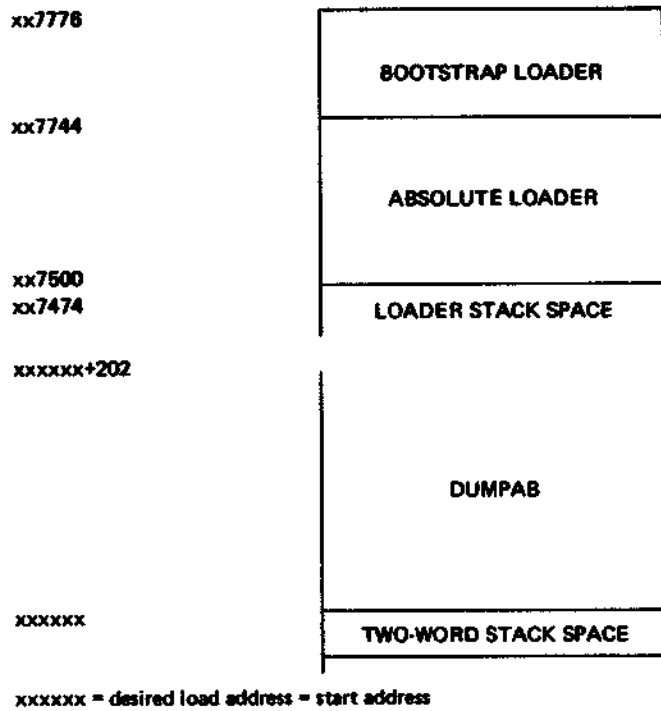 xx7776
BOOTSTRAP LOADER
xx7744
ABSOLUTE LOADER
xx7500
xx7474
LOADER STACK SPACE
xxxxxx+202
DUMPAB
xxxxxx
TWO-WORD STACK SPACE
xxxxxx = desired load address = start address